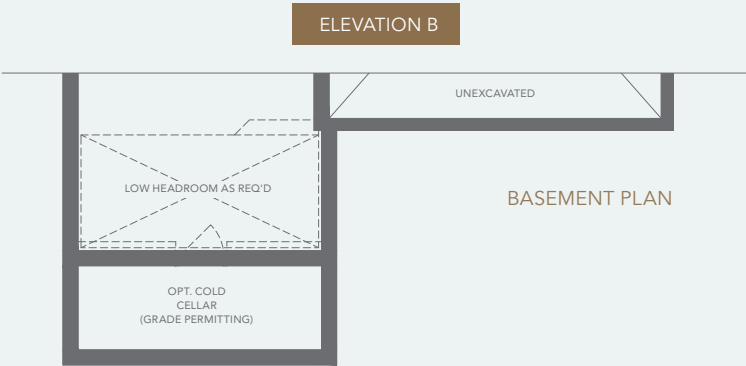 ELEVATION B
UNEXCAVATED
LOW HEADROOM AS REQ'D
BASEMENT PLAN
OPT. COLD
CELLAR
(GRADE PERMITTING)